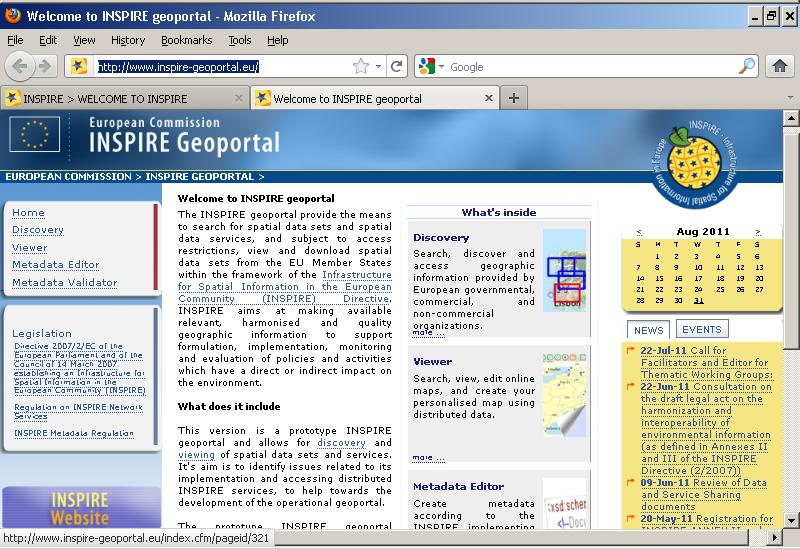 Welcome to INSPIRE geoportal - Mozilla Firefox
File Edit View History Bookmarks Tools Help
http://www.inspire-geoportal.eu/
Google
INSPIRE > WELCOME TO INSPIRE
Welcome to INSPIRE geoportal
European Commission
INSPIRE Geoportal
INSPIRE - Infrastructure for Spatial Information in Europe
EUROPEAN COMMISSION > INSPIRE GEOPORTAL >
Home
Discovery
Viewer
Metadata Editor
Metadata Validator
Legislation
Directive 2007/2/EC of the
European Parliament and of the
Council of 14 March 2007
establishing an Infrastructure for
Spatial Information in the
European Community (INSPIRE)
Regulation on INSPIRE Network
Services
INSPIRE Metadata Regulation
INSPIRE
Website
Welcome to INSPIRE geoportal
The INSPIRE geoportal provide the means
to search for spatial data sets and spatial
data services, and subject to access
restrictions, view and download spatial
data sets from the EU Member States
within the framework of the Infrastructure
for Spatial Information in the European
Community (INSPIRE) Directive.
INSPIRE aims at making available
relevant, harmonised and quality
geographic information to support
formulation, implementation, monitoring
and evaluation of policies and activities
which have a direct or indirect impact on
the environment.
What does it include
This version is a prototype INSPIRE
geoportal and allows for discovery and
viewing of spatial data sets and services.
It's aim is to identify issues related to its
implementation and accessing distributed
INSPIRE services, to help towards the
development of the operational geoportal.
The prototype INSPIRE geoportal
What's inside
Discovery
Search, discover and
access geographic
information provided by
European governmental,
commercial, and
non-commercial
organizations.
more ...
Lisbon
Viewer
Search, view, edit online
maps, and create your
personalised map using
distributed data.
more ...
Metadata Editor
Create metadata
according to the
INSPIRE implementing
xsd:sche
<!-Doc
< Aug 2011 >
S M T W T F S
1 2 3 4 5 6
7 8 9 10 11 12 13
14 15 16 17 18 19 20
21 22 23 24 25 26 27
28 29 30 31
NEWS EVENTS
22-Jul-11 Call for
Facilitators and Editor for
Thematic Working Groups:
22-Jun-11 Consultation on
the draft legal act on the
harmonization and
interoperability of
environmental information
(as defined in Annexes II
and III of the INSPIRE
Directive (2/2007))
09-Jun-11 Review of Data
and Service Sharing
documents
20-May-11 Registration for
http://www.inspire-geoportal.eu/index.cfm/pageid/321